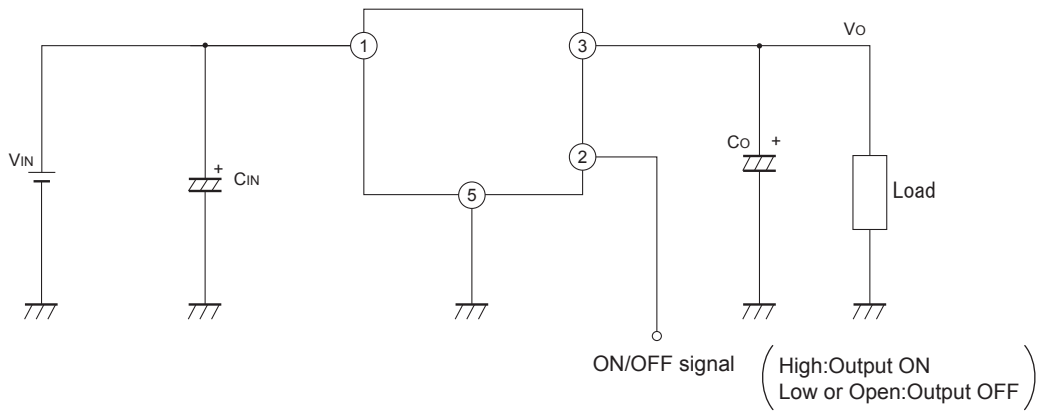 1
3
VO
VIN
+
CIN
2
CO +
5
Load
ON/OFF signal
High:Output ON
Low or Open:Output OFF